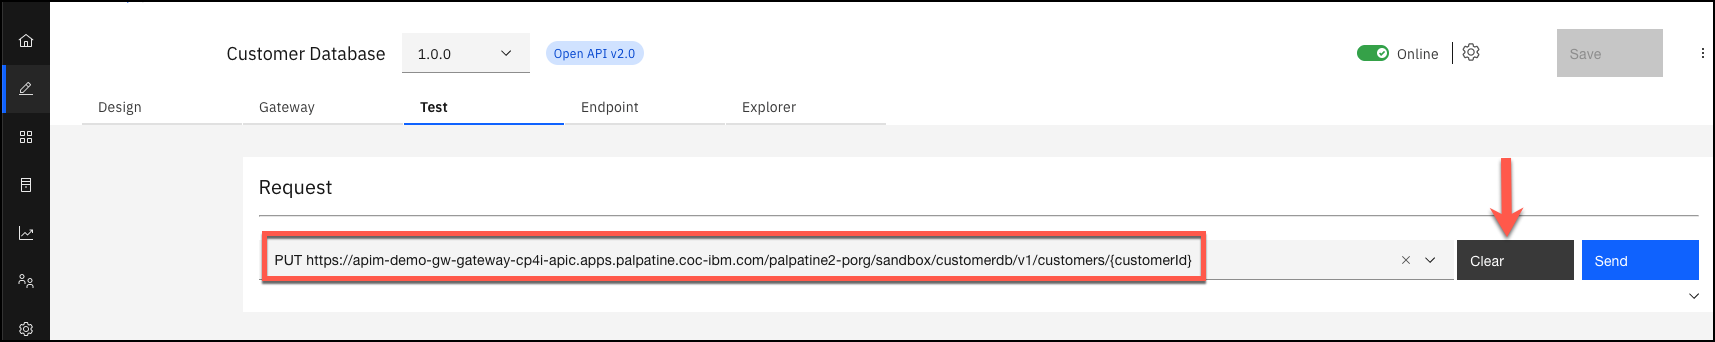 Customer Database 1.0.0 Open API v2.0 Online Save
Design Gateway Test Endpoint Explorer
Request
PUT https://apim-demo-gw-gateway-cp4i-apic.apps.palpatine.coc-ibm.com/palpatine2-porg/sandbox/customerdb/v1/customers/{customerId} Clear Send